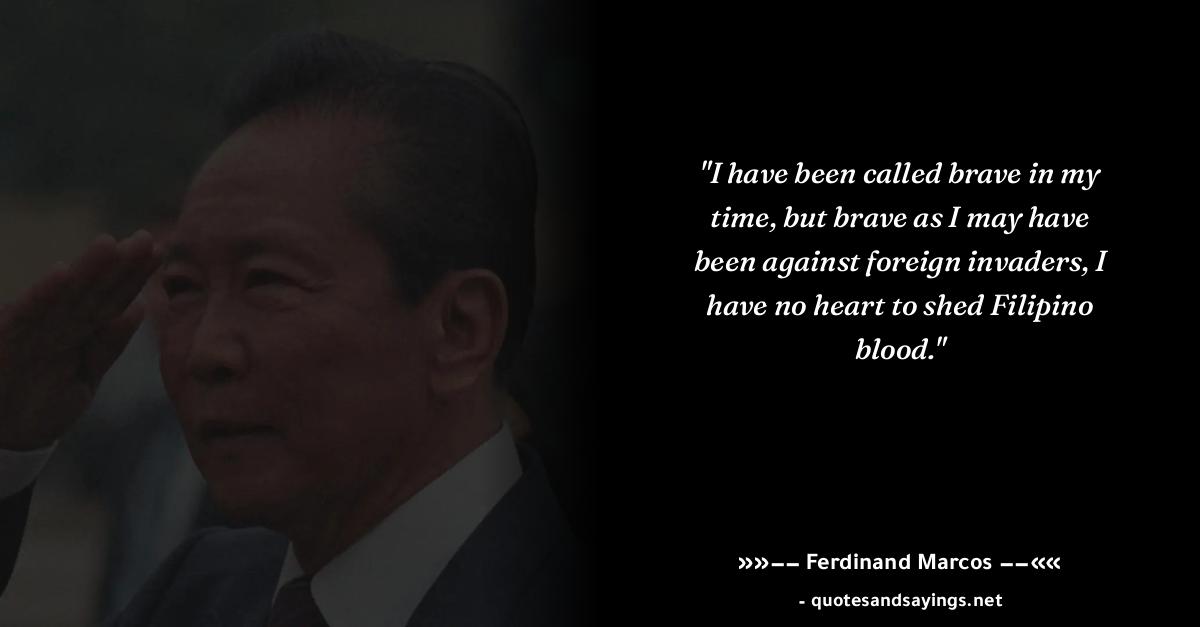 "I have been called brave in my
time, but brave as I may have
been against foreign invaders, I
have no heart to shed Filipino
blood."
»»–– Ferdinand Marcos ––««
- quotesandsayings.net